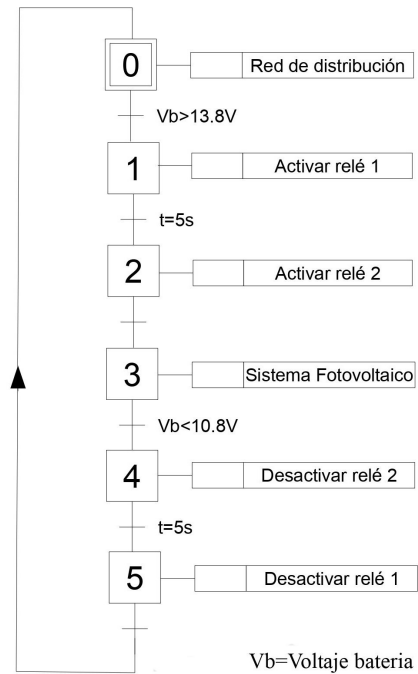 0
Red de distribución
Vb>13.8V
1
Activar relé 1
t=5s
2
Activar relé 2
3
Sistema Fotovoltaico
Vb<10.8V
4
Desactivar relé 2
t=5s
5
Desactivar relé 1
Vb=Voltaje bateria